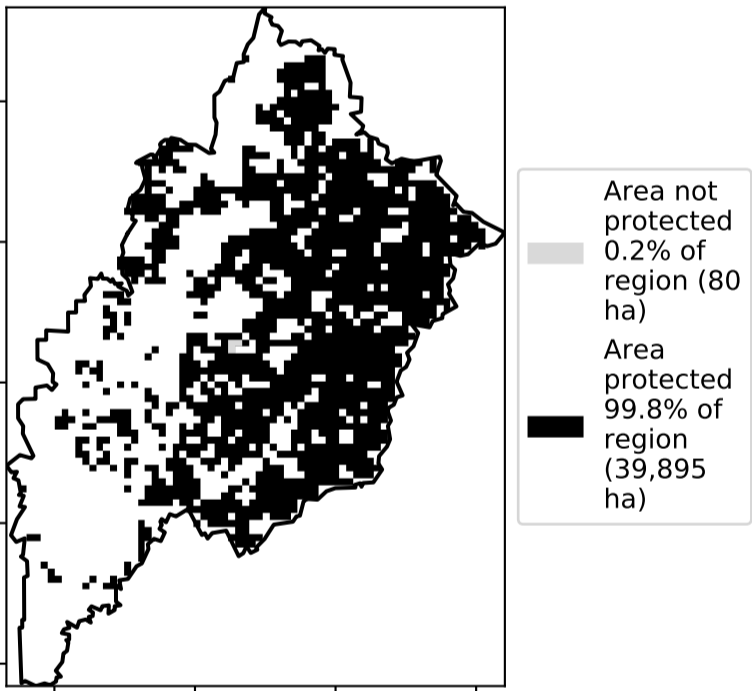 Area not
protected
0.2% of
region (80
ha)
Area
protected
99.8% of
region
(39,895
ha)